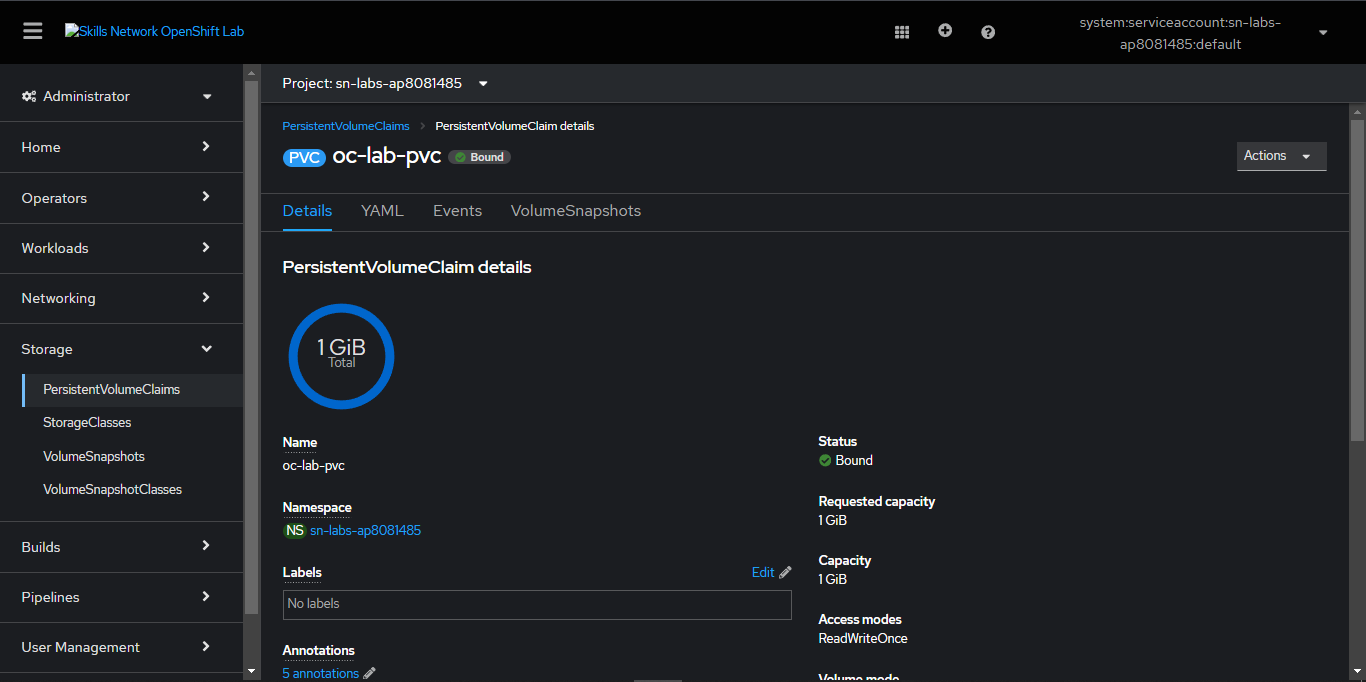 Skills Network OpenShift Lab
system:serviceaccount:sn-labs-
ap8081485:default
Administrator
Home
Operators
Workloads
Networking
Storage
PersistentVolumeClaims
StorageClasses
VolumeSnapshots
VolumeSnapshotClasses
Builds
Pipelines
User Management
Project: sn-labs-ap8081485
PersistentVolumeClaims PersistentVolumeClaim details
PVC oc-lab-pvc Bound
Actions
Details YAML Events VolumeSnapshots
PersistentVolumeClaim details
1 GiB
Total
Name
oc-lab-pvc
Namespace
NS sn-labs-ap8081485
Labels Edit
No labels
Annotations
5 annotations
Status
Bound
Requested capacity
1 GiB
Capacity
1 GiB
Access modes
ReadWriteOnce
Volume mode